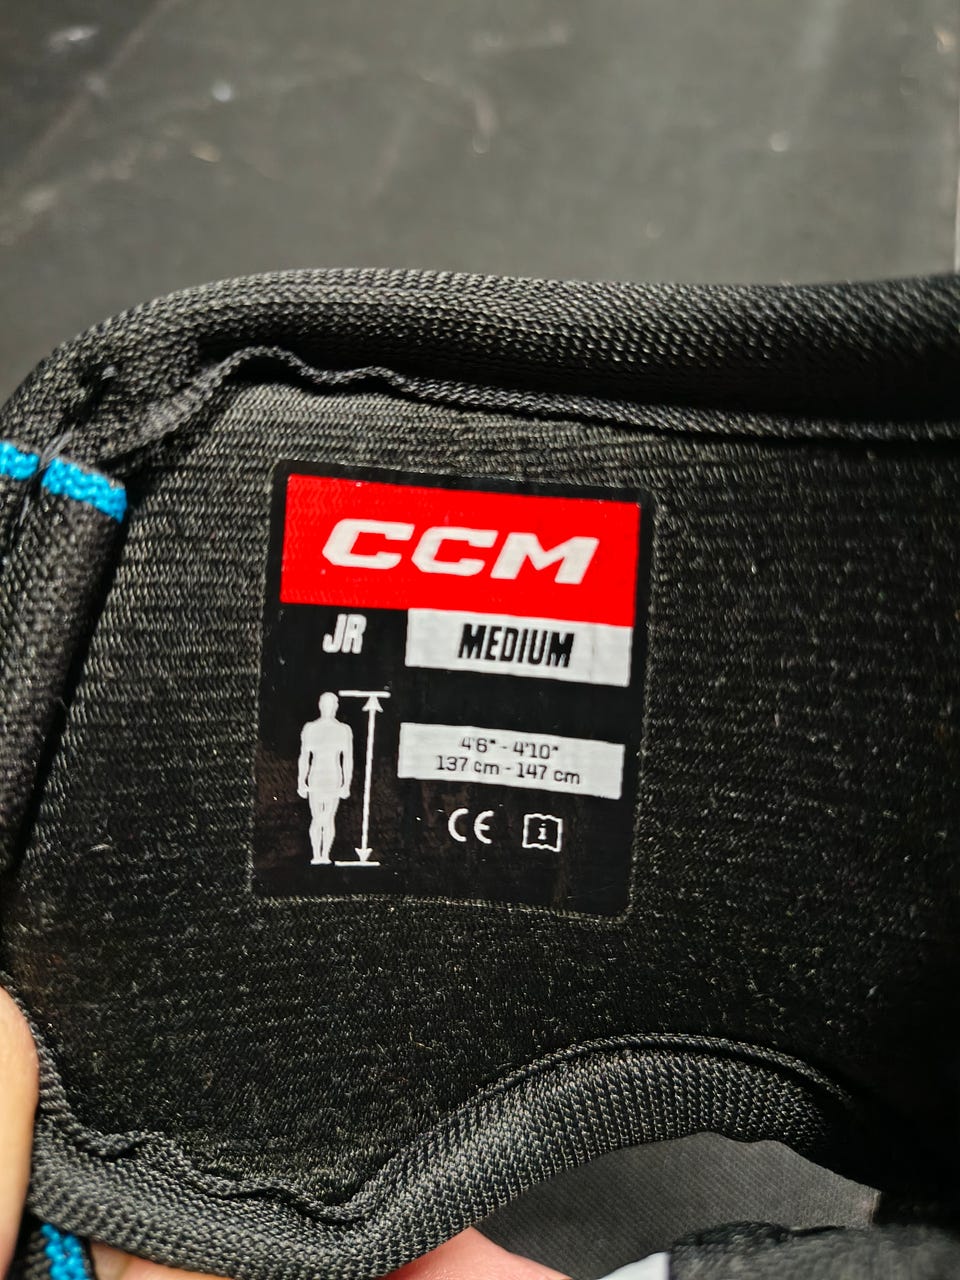 CCM
JR MEDIUM
4'6" - 4'10"
137 cm - 147 cm
CE i